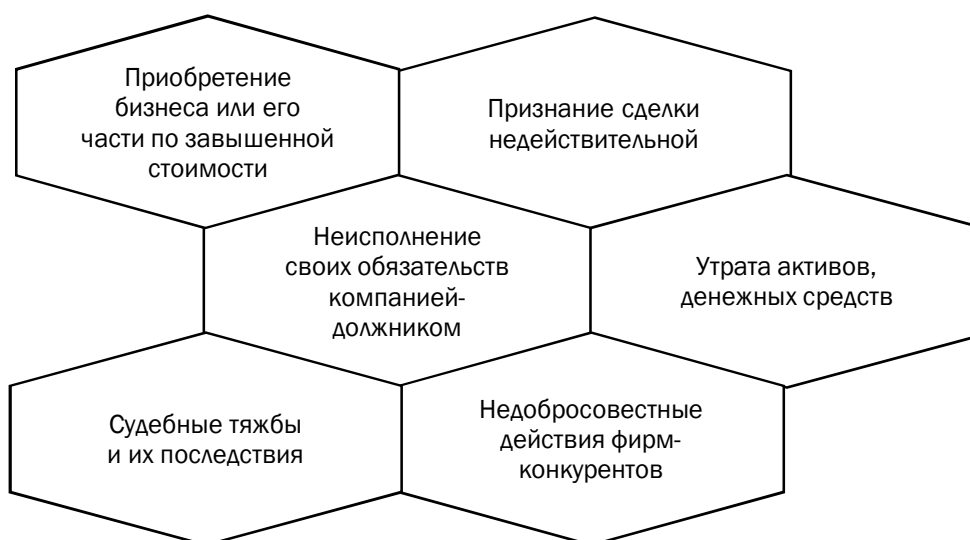 Приобретение
бизнеса или его
части по завышенной
стоимости
Признание сделки
недействительной
Неисполнение
своих обязательств
компанией-
должником
Утрата активов,
денежных средств
Судебные тяжбы
и их последствия
Недобросовестные
действия фирм-
конкурентов